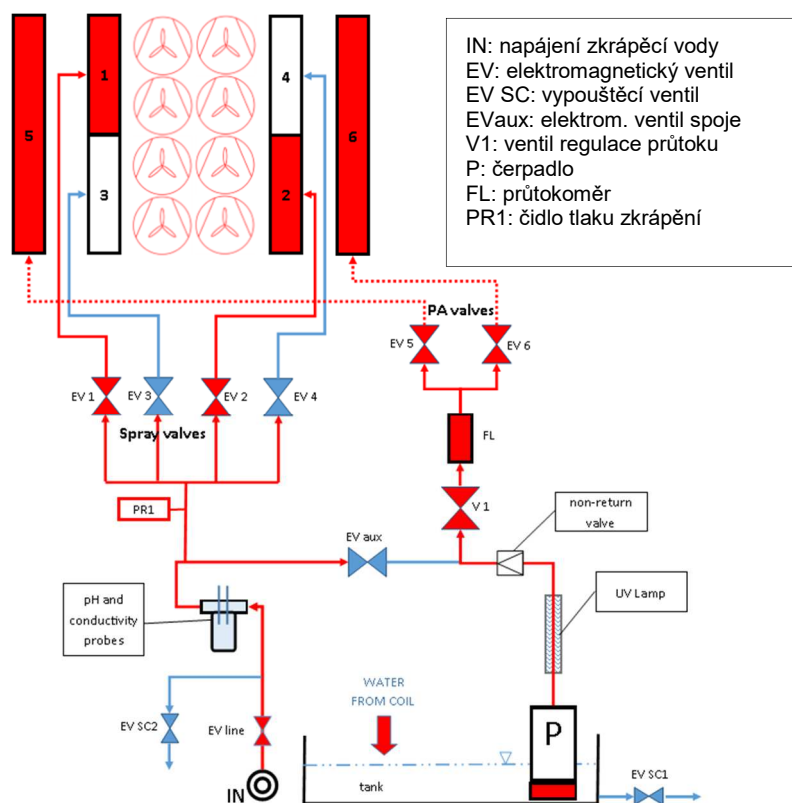 IN: napájení zkrápěcí vody
EV: elektromagnetický ventil
EV SC: vypouštěcí ventil
EVaux: elektrom. ventil spoje
V1: ventil regulace průtoku
P: čerpadlo
FL: průtokoměr
PR1: čidlo tlaku zkrápění
1
4
5
6
3
2
PA valves
EV 5
EV 6
EV 1
EV 3
EV 2
EV 4
Spray valves
FL
PR1
V 1
non-return
valve
EV aux
pH and
conductivity
probes
UV Lamp
WATER
FROM COIL
EV SC2
EV line
P
IN
tank
EV SC1